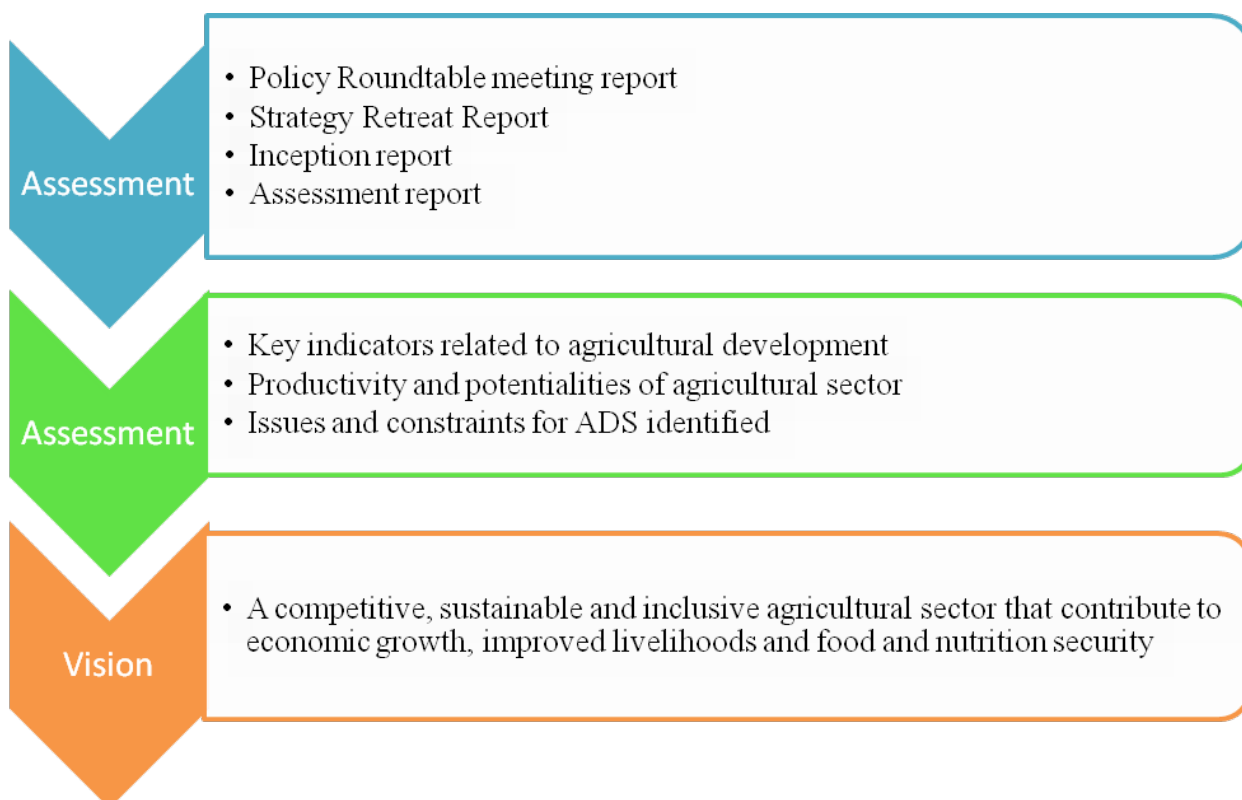 Assessment
• Policy Roundtable meeting report
• Strategy Retreat Report
• Inception report
• Assessment report
Assessment
• Key indicators related to agricultural development
• Productivity and potentialities of agricultural sector
• Issues and constraints for ADS identified
Vision
• A competitive, sustainable and inclusive agricultural sector that contribute to
economic growth, improved livelihoods and food and nutrition security